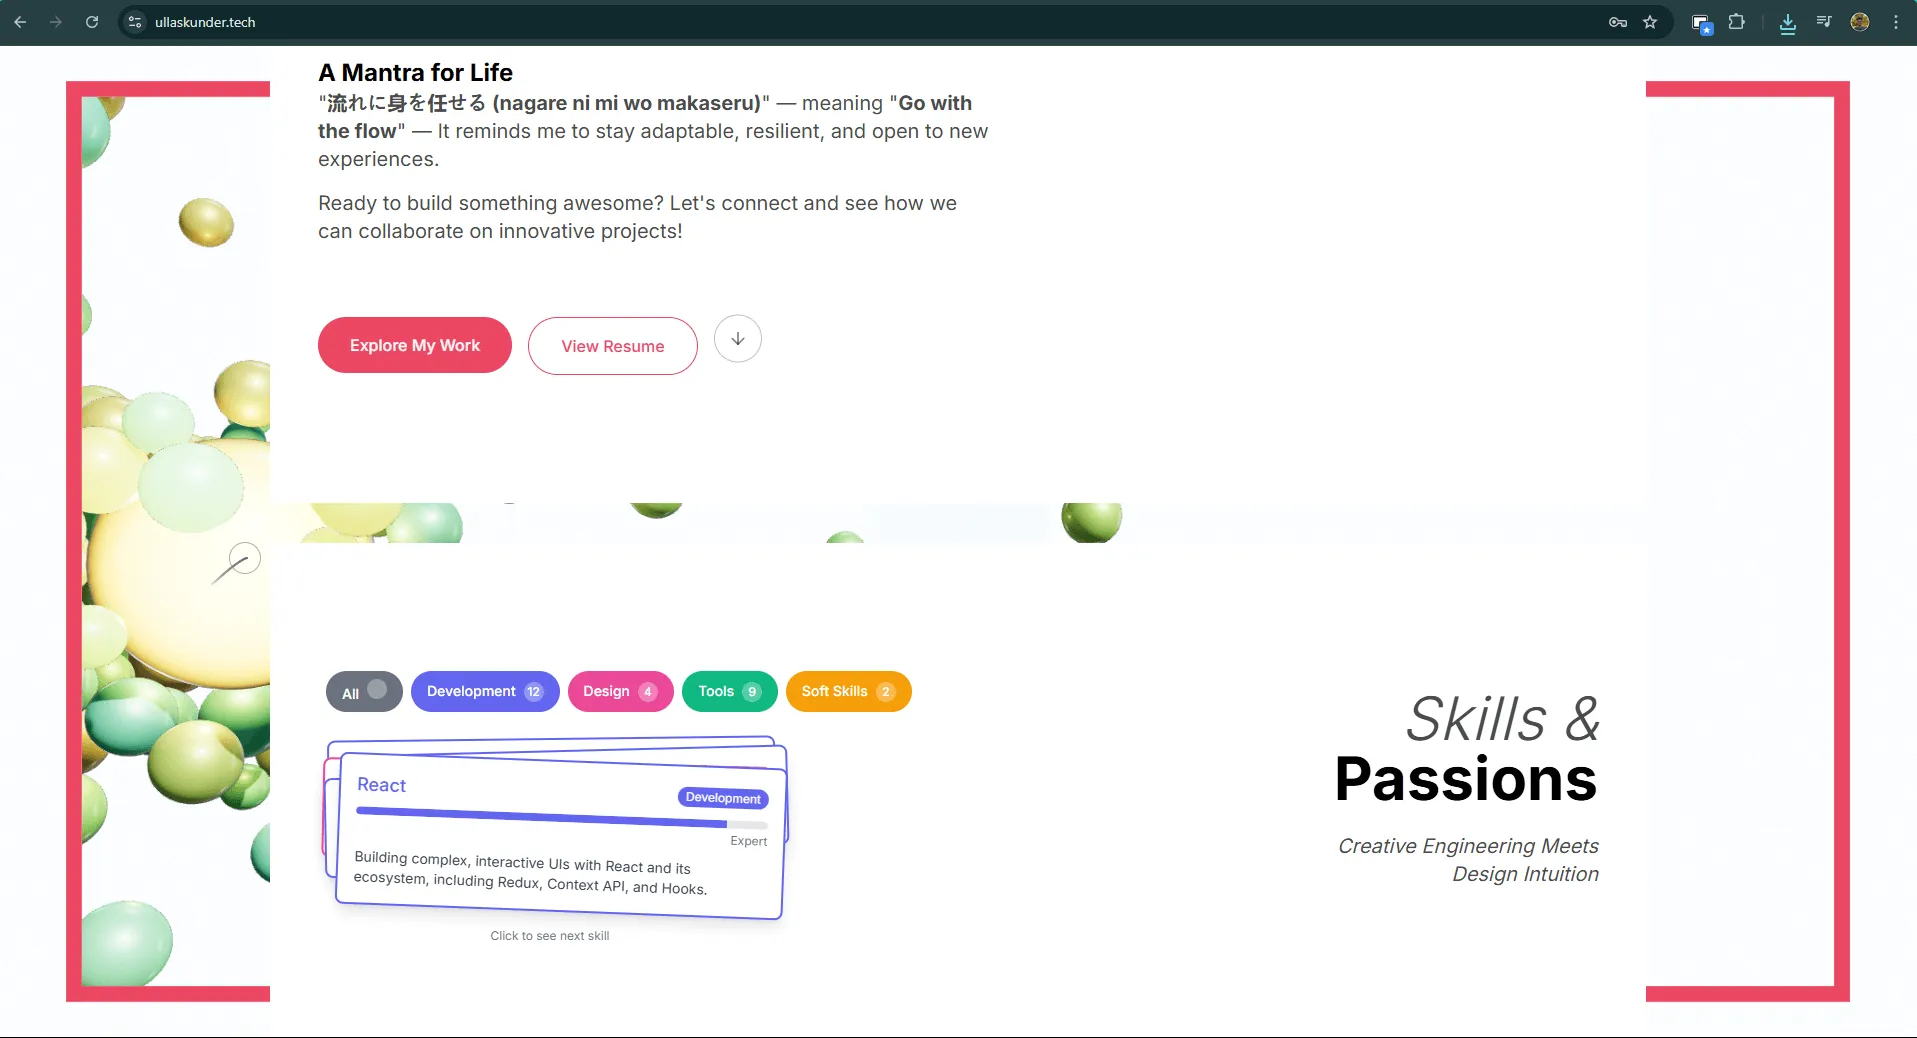 ullaskunder.tech
A Mantra for Life
"流れに身を任せる (nagare ni mi wo makaseru)" — meaning "Go with
the flow" — It reminds me to stay adaptable, resilient, and open to new
experiences.
Ready to build something awesome? Let's connect and see how we
can collaborate on innovative projects!
Explore My Work
View Resume
All
Development 12
Design 4
Tools 9
Soft Skills 2
React
Development
Expert
Building complex, interactive UIs with React and its
ecosystem, including Redux, Context API, and Hooks.
Click to see next skill
Skills &
Passions
Creative Engineering Meets
Design Intuition